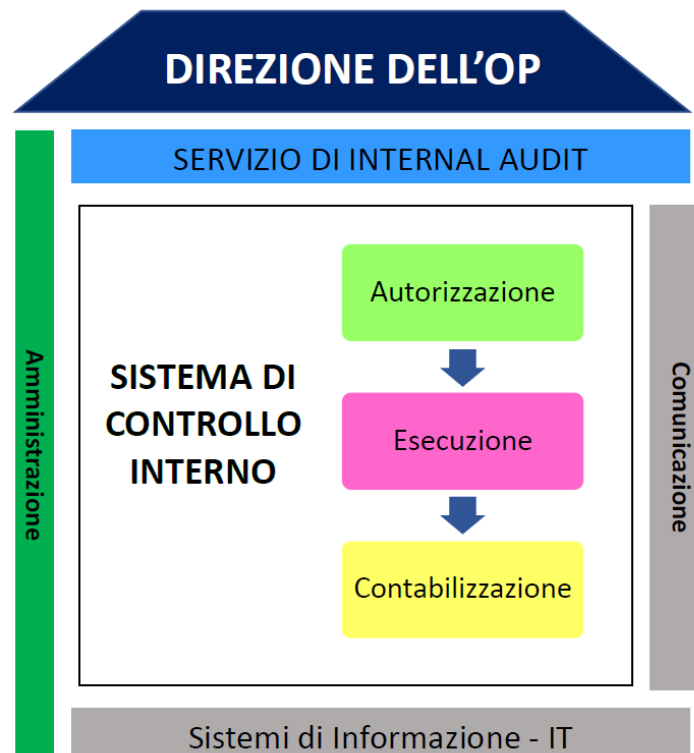 DIREZIONE DELL’OP
SERVIZIO DI INTERNAL AUDIT
Amministrazione
SISTEMA DI
CONTROLLO
INTERNO
Autorizzazione
Esecuzione
Contabilizzazione
Comunicazione
Sistemi di Informazione - IT